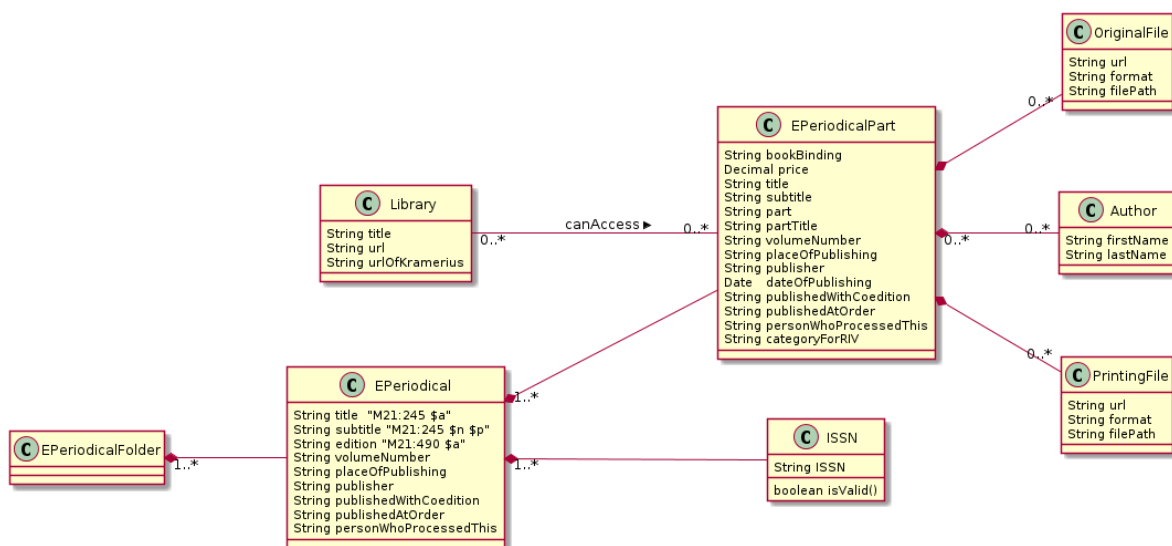 C OriginalFile
String url
String format
String filePath
0..*
C EPeriodicalPart
String bookBinding
Decimal price
String title
String subtitle
String part
String partTitle
String volumeNumber
String placeOfPublishing
String publisher
Date dateOfPublishing
String publishedWithCoedition
String publishedAtOrder
String personWhoProcessedThis
String categoryForRIV
C Library
String title
String url
String urlOfKramerius
0..*
canAccess ►
0..*
0..*
0..*
C Author
String firstName
String lastName
0..*
C PrintingFile
String url
String format
String filePath
C EPeriodical
String title "M21:245 $a"
String subtitle "M21:245 $n $p"
String edition "M21:490 $a"
String volumeNumber
String placeOfPublishing
String publisher
String publishedWithCoedition
String publishedAtOrder
String personWhoProcessedThis
1..*
1..*
C ISSN
String ISSN
boolean isValid()
C EPeriodicalFolder
1..*